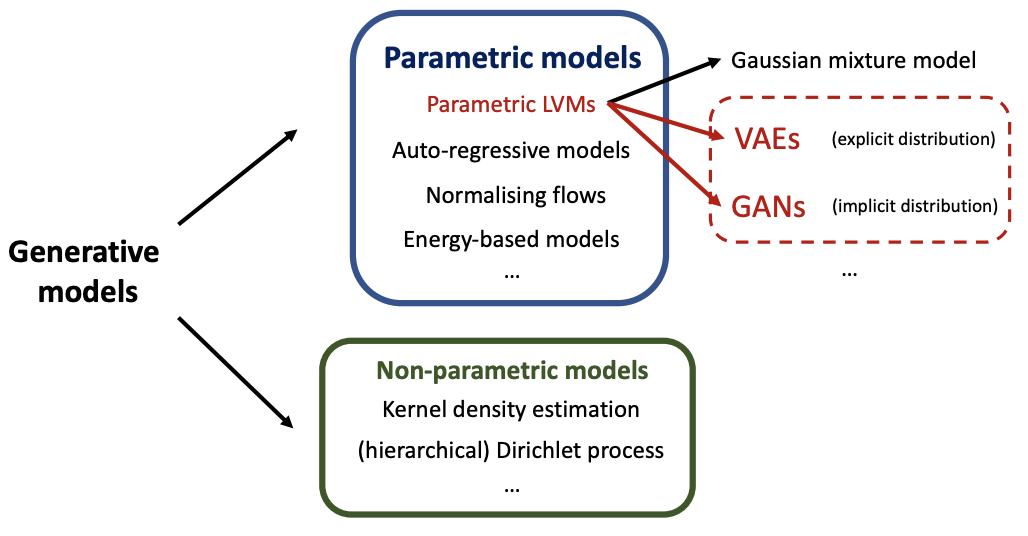 Generative
models
Parametric models
Parametric LVMs
Auto-regressive models
Normalising flows
Energy-based models
...
Gaussian mixture model
VAEs (explicit distribution)
GANs (implicit distribution)
...
Non-parametric models
Kernel density estimation
(hierarchical) Dirichlet process
...